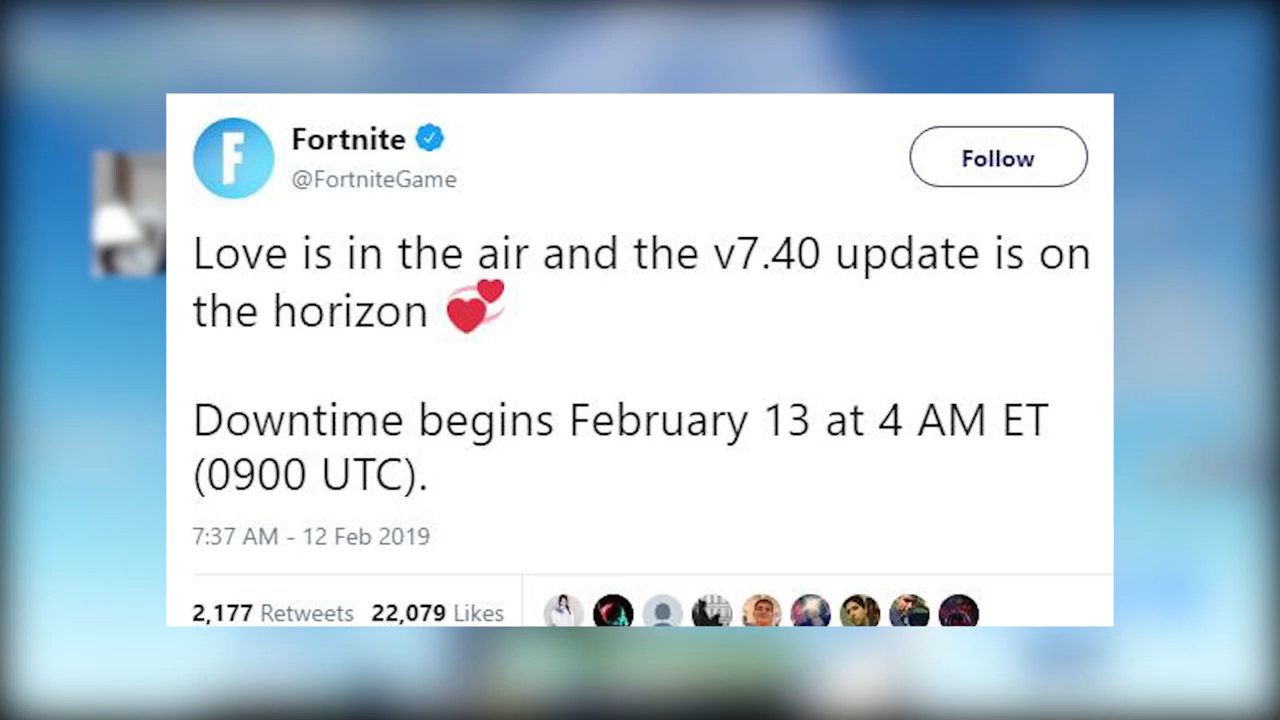 F
Fortnite
@FortniteGame
Follow
Love is in the air and the v7.40 update is on
the horizon 💞
Downtime begins February 13 at 4 AM ET
(0900 UTC).
7:37 AM - 12 Feb 2019
2,177 Retweets 22,079 Likes